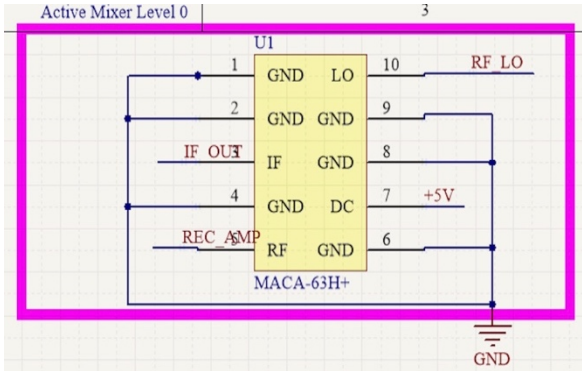 Active Mixer Level 0
3
U1
1 GND LO 10 RF_LO
2 GND GND 9
IF_OUT 3 IF GND 8
4 GND DC 7 +5V
REC_AMP 5 RF GND 6
MACA-63H+
GND